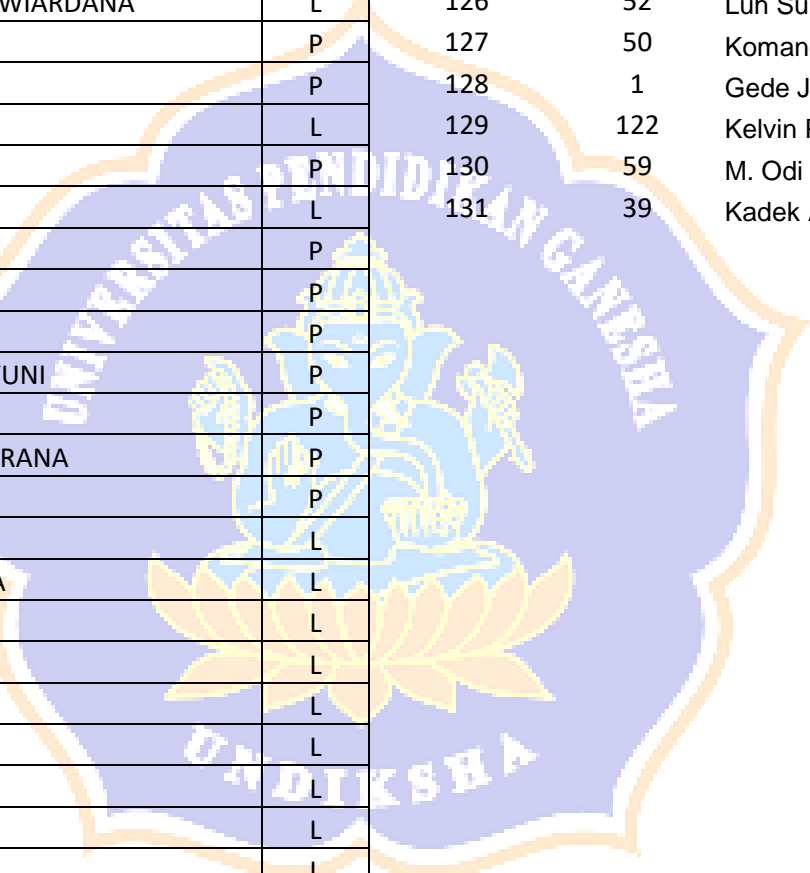 WIARDANA L 126 52 Luh Su
P 127 50 Koman
P 128 1 Gede J
L 129 122 Kelvin
P 130 59 M. Odi
L 131 39 Kadek
P
P
P
UNI P
P
RANA P
P
L
A L
L
L
L
L
L
L
L
UNIVERSITAS PENDIDIKAN GANESHA
UNDIKSHA